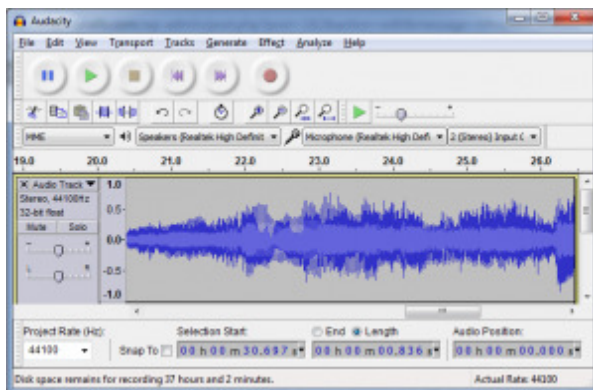 Audacity
File Edit View Transport Tracks Generate Effect Analyze Help
MME Speakers (Realtek High Definit Microphone (Realtek High Defi 2 (Stereo) Input C
19.0 20.0 21.0 22.0 23.0 24.0 25.0 26.0
X Audio Track 1.0
Stereo, 44100Hz
32-bit float 0.5-
Mute Solo
0.0-
- +
L R
-0.5-
-1.0
Project Rate (Hz): Selection Start: End Length Audio Position:
44100 Snap To 00 h 00 m 30.697 s 00 h 00 m 00.836 s 00 h 00 m 00.000 s
Disk space remains for recording 37 hours and 2 minutes. Actual Rate: 44100